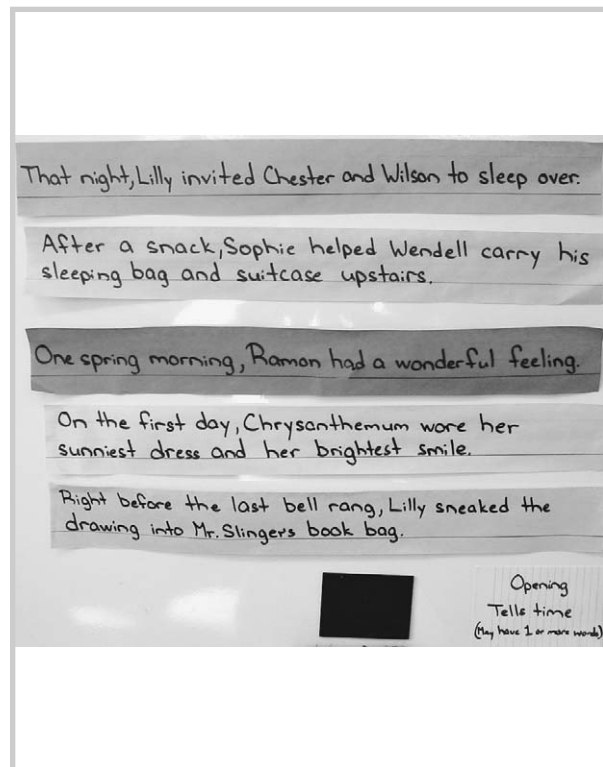 That night, Lilly invited Chester and Wilson to sleep over.
After a snack, Sophie helped Wendell carry his
sleeping bag and suitcase upstairs.
One spring morning, Ramon had a wonderful feeling.
On the first day, Chrysanthemum wore her
sunniest dress and her brightest smile.
Right before the last bell rang, Lilly sneaked the
drawing into Mr. Slinger's book bag.
Opening
Tells time
(May have 1 or more words)